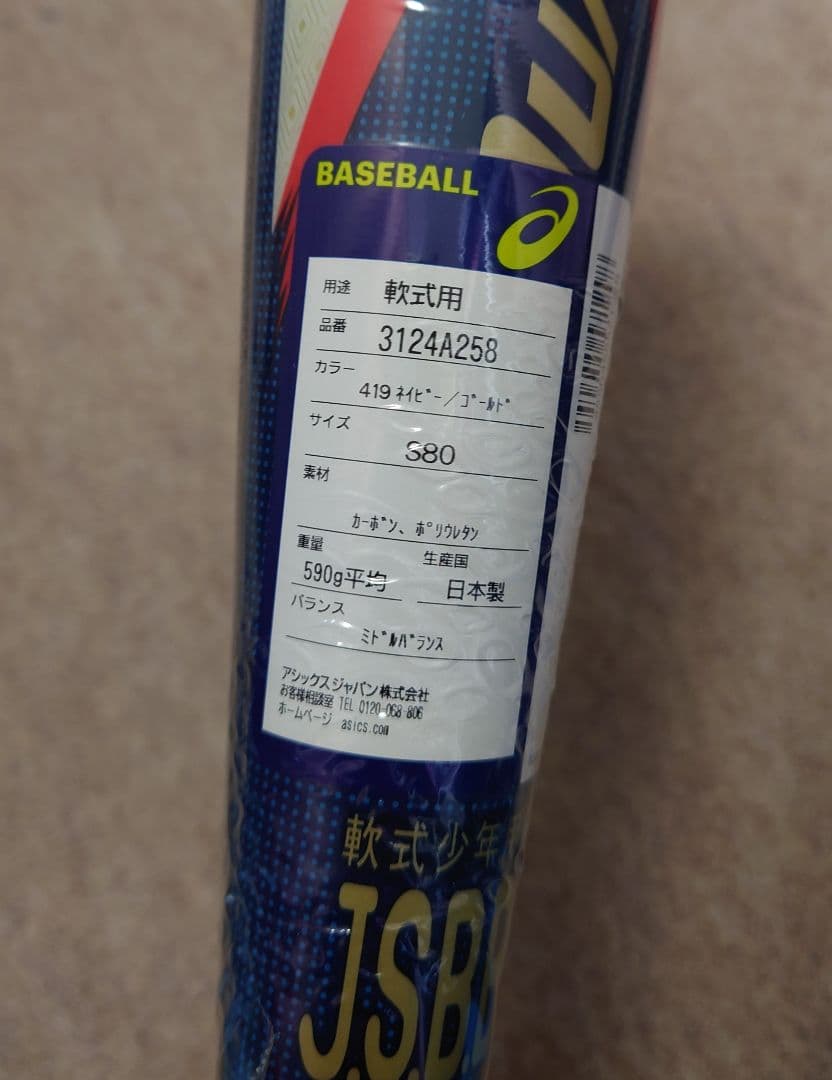 BASEBALL
用途 軟式用
品番 3124A258
カラー
419 ﾈｲﾋﾞｰ／ｺﾞｰﾙﾄﾞ
サイズ
S80
素材
ｶｰﾎﾞﾝ、ﾎﾟﾘｳﾚﾀﾝ
重量 生産国
590g平均 日本製
バランス
ﾐﾄﾞﾙﾊﾞﾗﾝｽ
アシックスジャパン株式会社
お客様相談室 TEL 0120-068-806
ホームページ asics.com
軟式少年
J.S.B.B